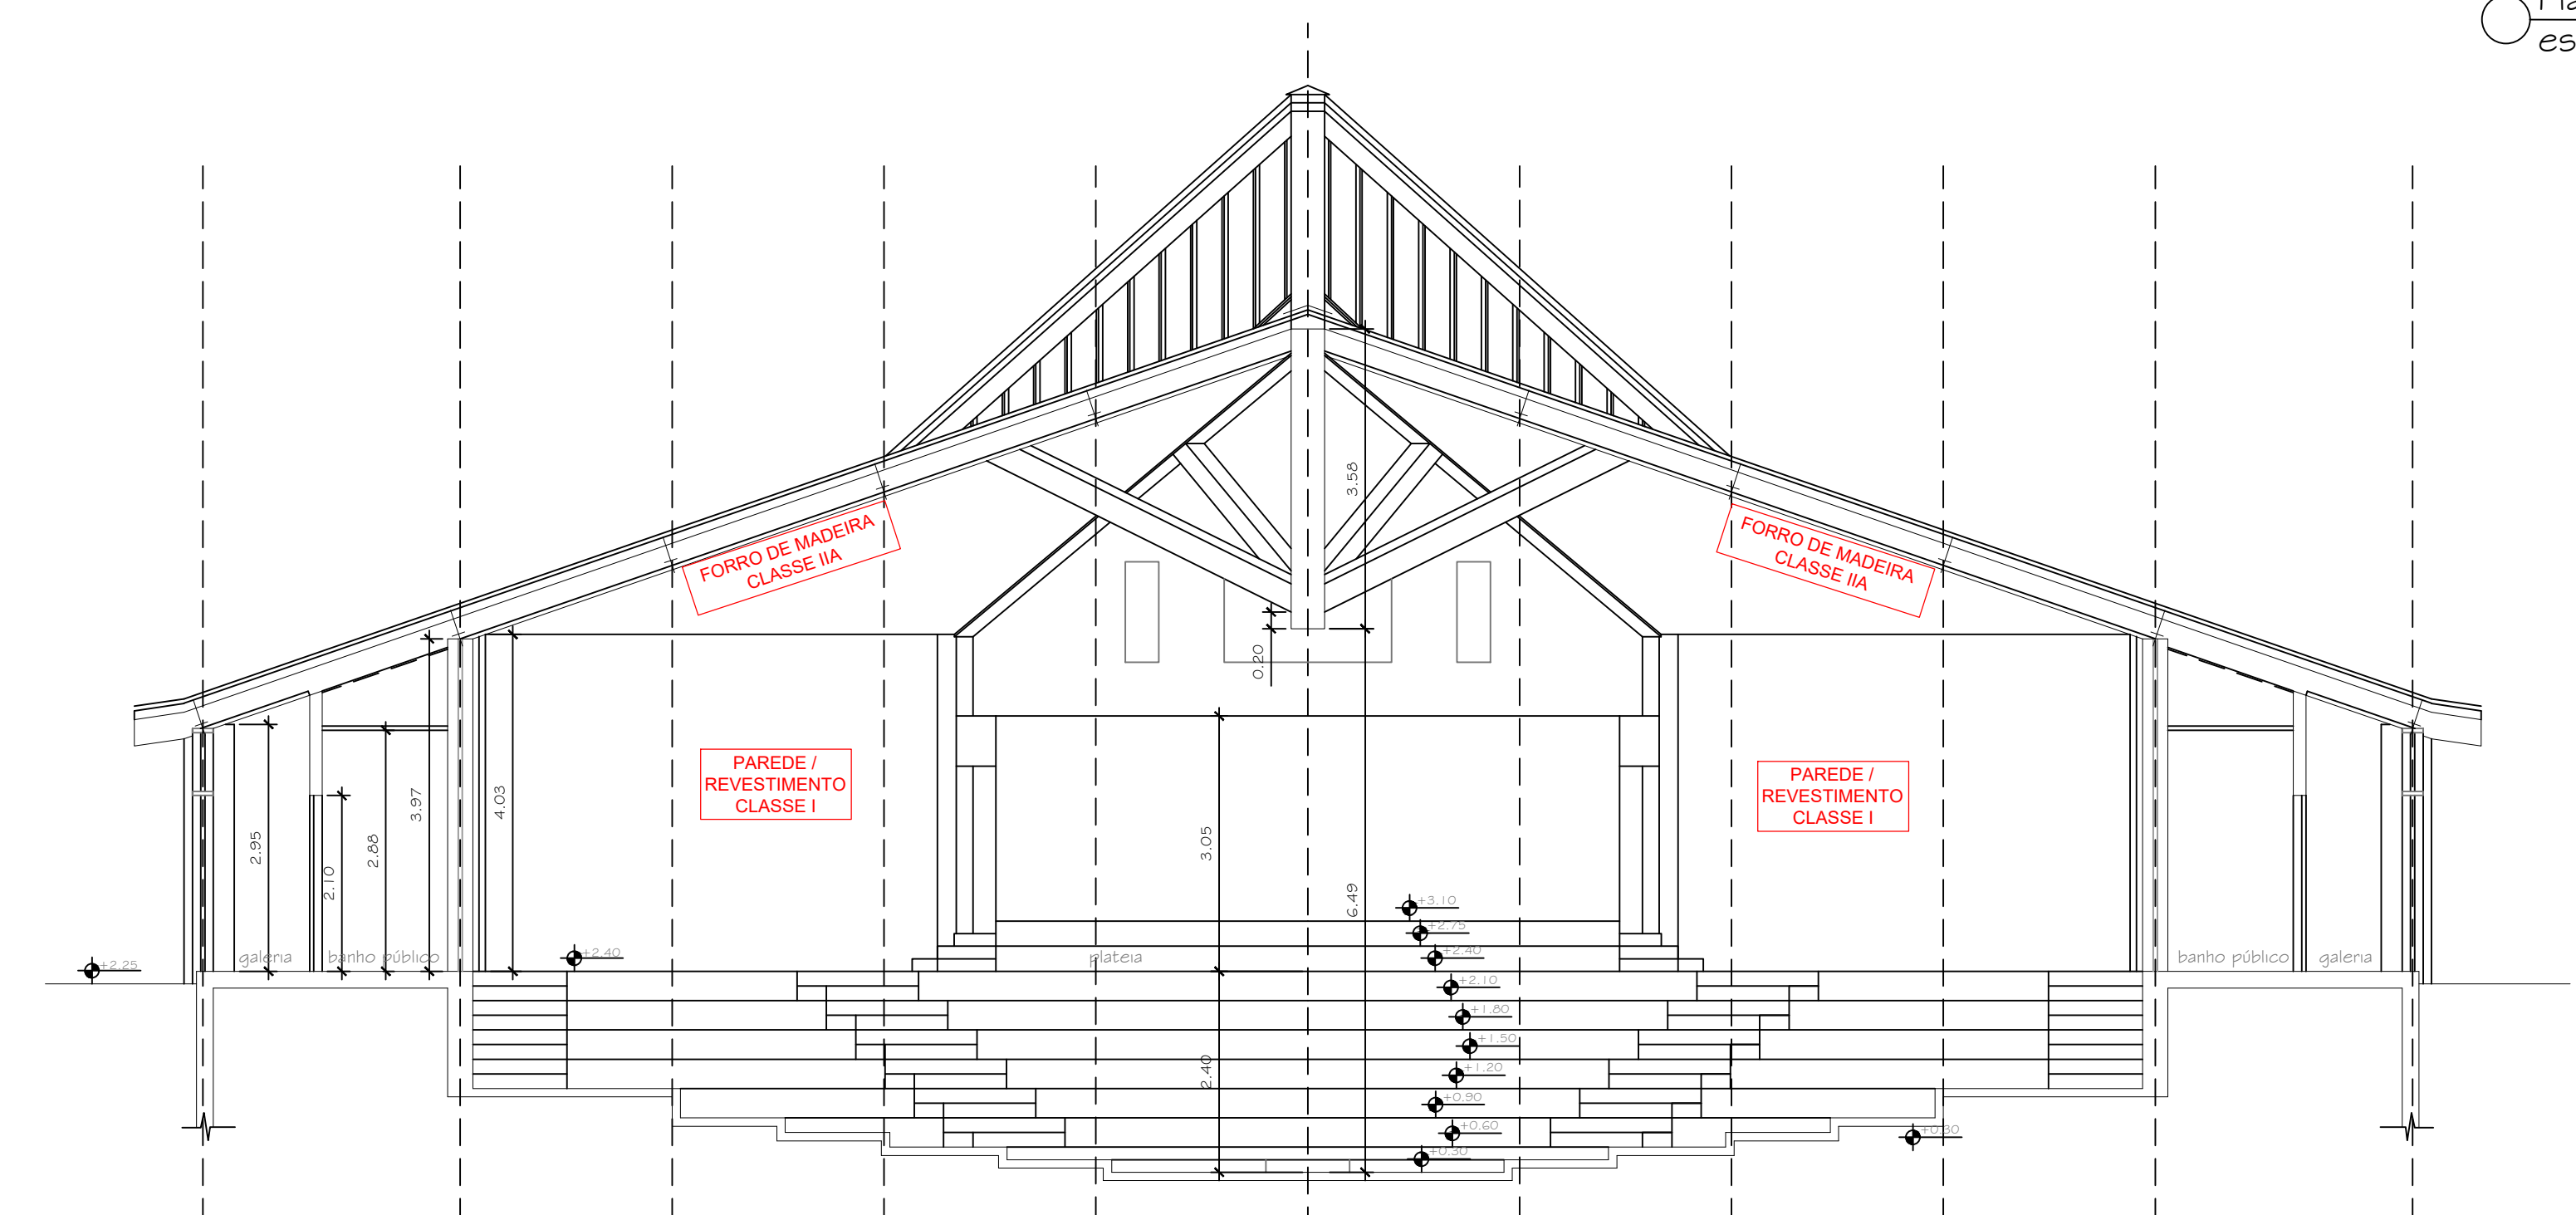 es
3.58
FORRO DE MADEIRA
CLASSE IIA
FORRO DE MADEIRA
CLASSE IIA
0.20
PAREDE /
REVESTIMENTO
CLASSE I
PAREDE /
REVESTIMENTO
CLASSE I
2.95
2.10
2.88
3.97
4.03
3.05
6.49
+3.10
+2.75
+2.40
+2.40
+2.25
galeria
banho público
plateia
banho público
galeria
+2.10
+1.80
+1.50
+1.20
2.40
+0.90
+0.60
+0.30
+0.30